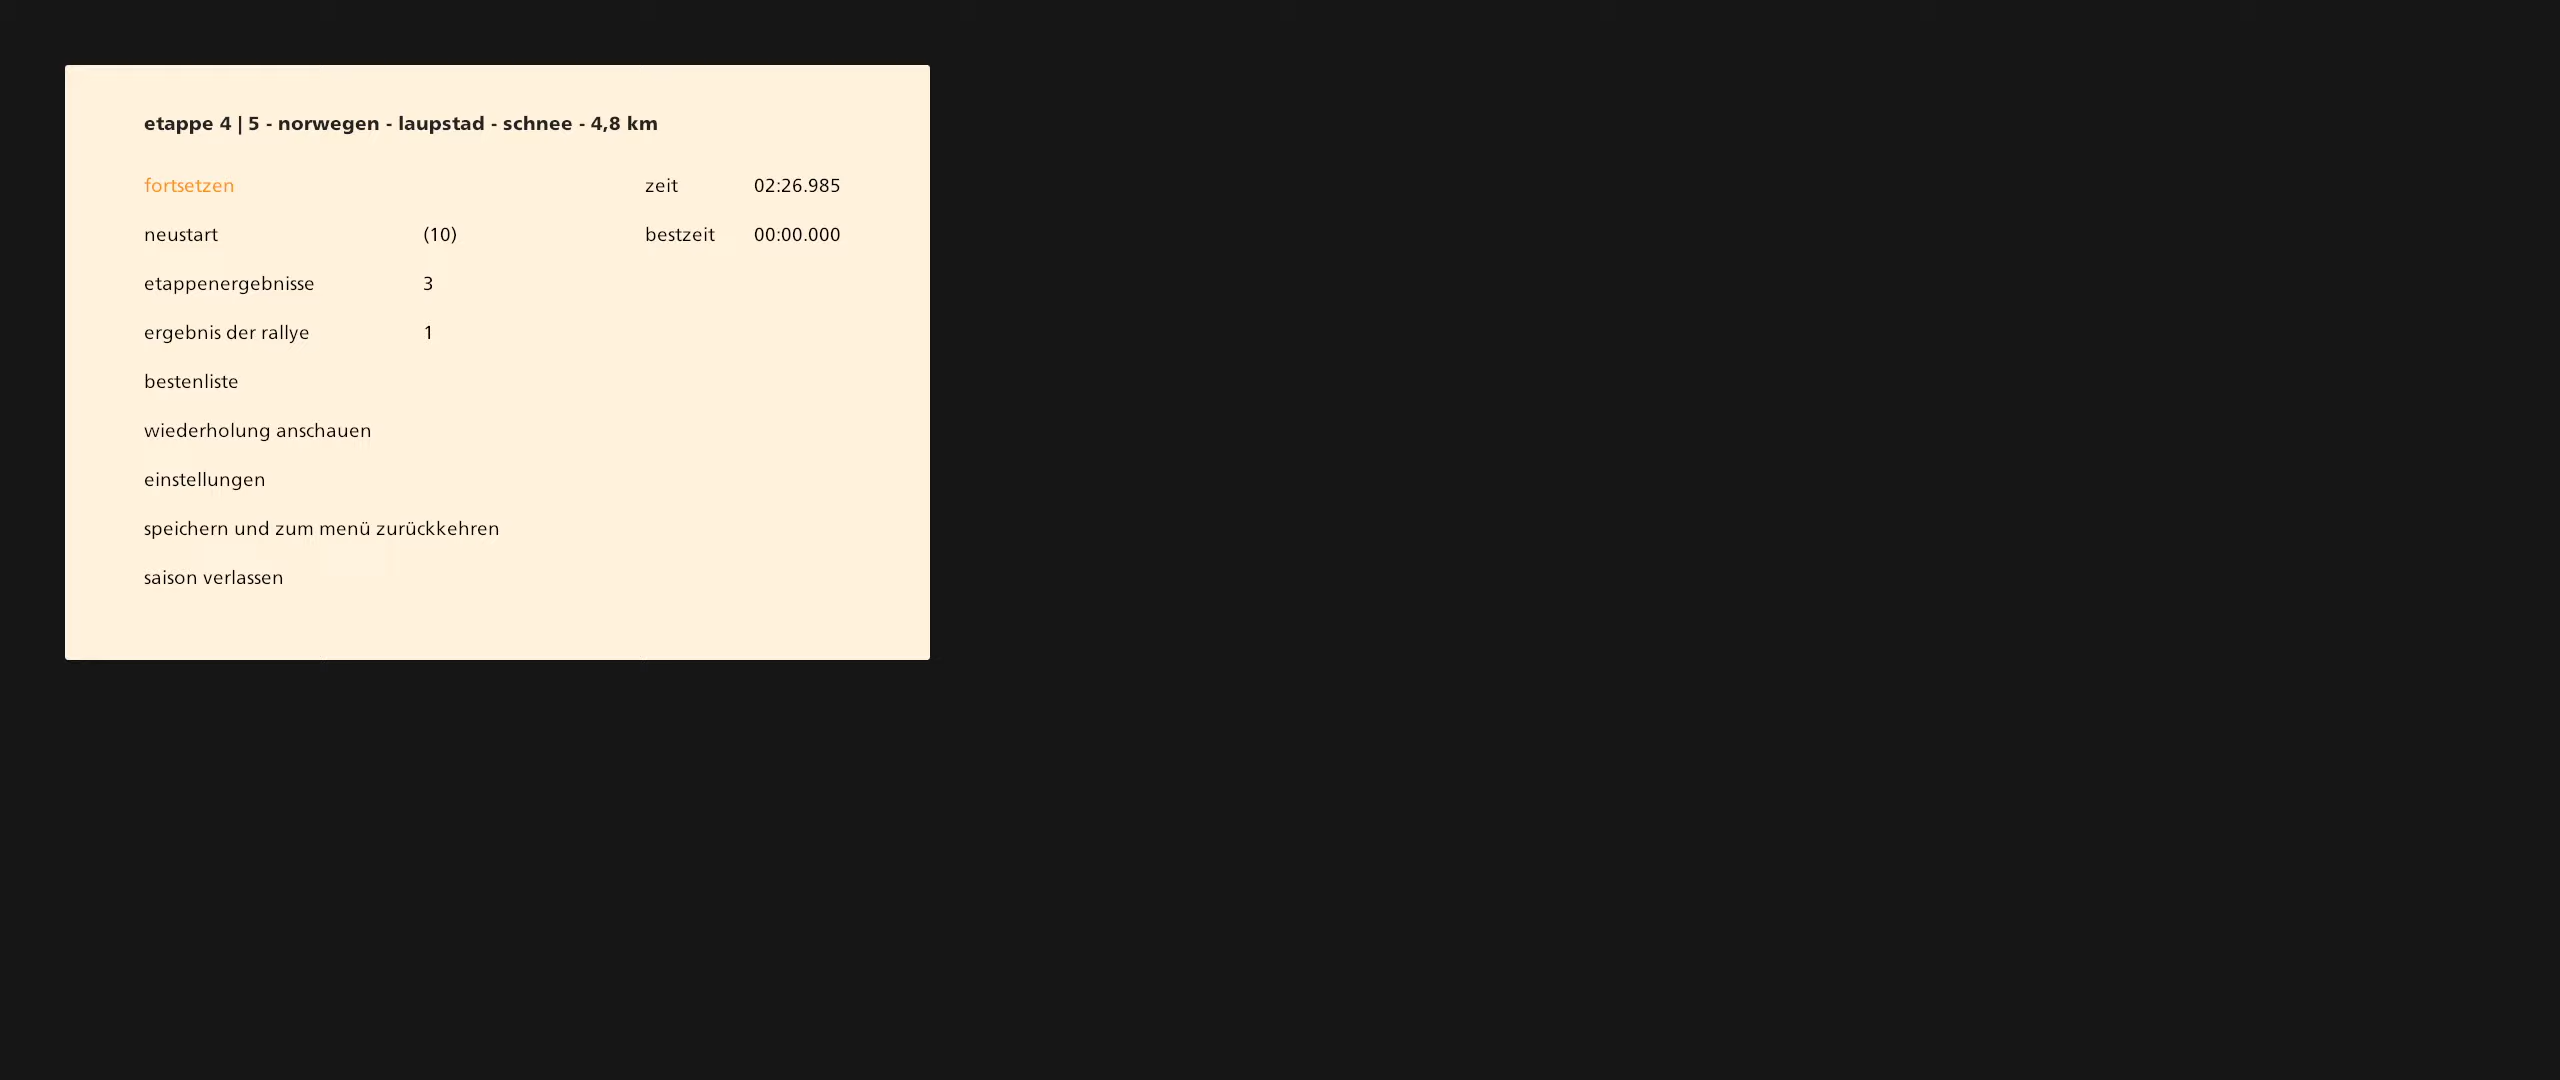 etappe 4 | 5 - norwegen - laupstad - schnee - 4,8 km
fortsetzen zeit 02:26.985
neustart (10) bestzeit 00:00.000
etappenergebnisse 3
ergebnis der rallye 1
bestenliste
wiederholung anschauen
einstellungen
speichern und zum menü zurückkehren
saison verlassen